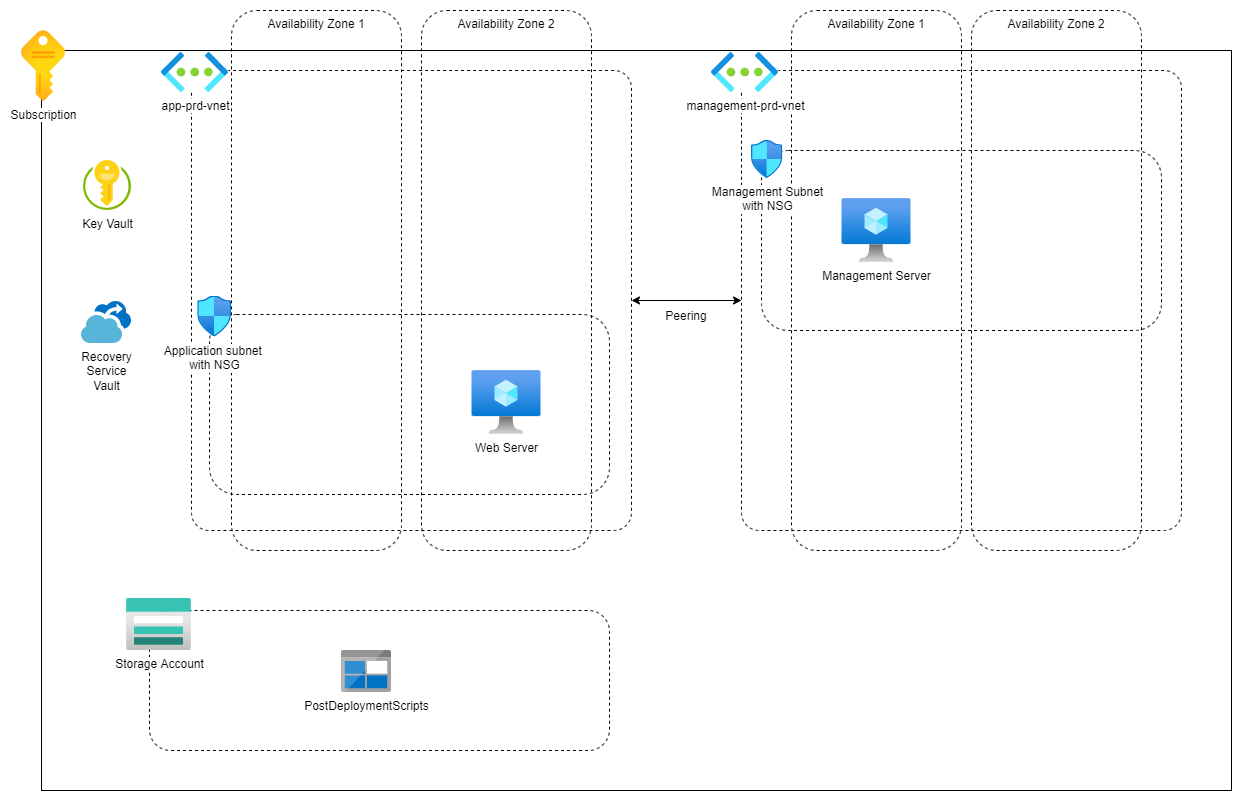 Availability Zone 1
Availability Zone 2
Availability Zone 1
Availability Zone 2
Subscription
app-prd-vnet
management-prd-vnet
Key Vault
Management Subnet
with NSG
Management Server
Peering
Recovery
Service
Vault
Application subnet
with NSG
Web Server
Storage Account
PostDeploymentScripts